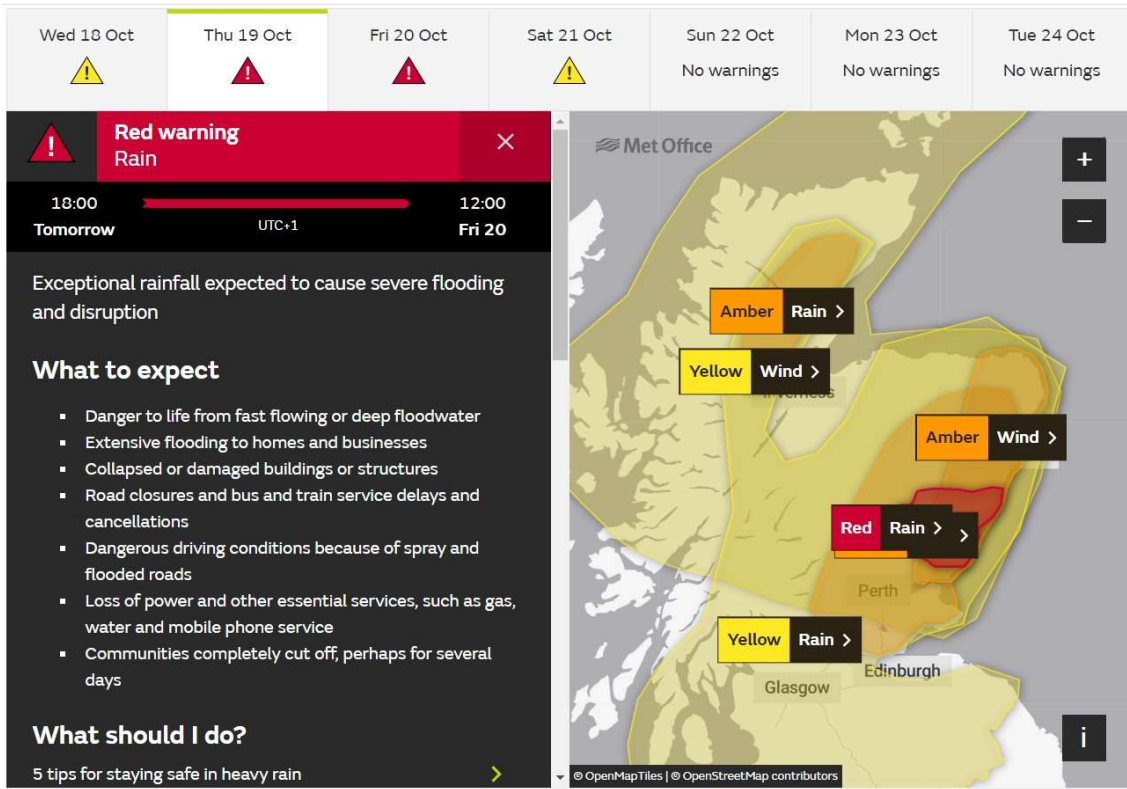 Wed 18 Oct
Thu 19 Oct
Fri 20 Oct
Sat 21 Oct
Sun 22 Oct
No warnings
Mon 23 Oct
No warnings
Tue 24 Oct
No warnings
Red warning
Rain
18:00
Tomorrow
UTC+1
12:00
Fri 20
Exceptional rainfall expected to cause severe flooding
and disruption
What to expect
Danger to life from fast flowing or deep floodwater
Extensive flooding to homes and businesses
Collapsed or damaged buildings or structures
Road closures and bus and train service delays and
cancellations
Dangerous driving conditions because of spray and
flooded roads
Loss of power and other essential services, such as gas,
water and mobile phone service
Communities completely cut off, perhaps for several
days
What should I do?
5 tips for staying safe in heavy rain
Met Office
+
−
Amber Rain
Yellow Wind
Amber Wind
Red Rain
Perth
Yellow Rain
Edinburgh
Glasgow
i
© OpenMapTiles | © OpenStreetMap contributors